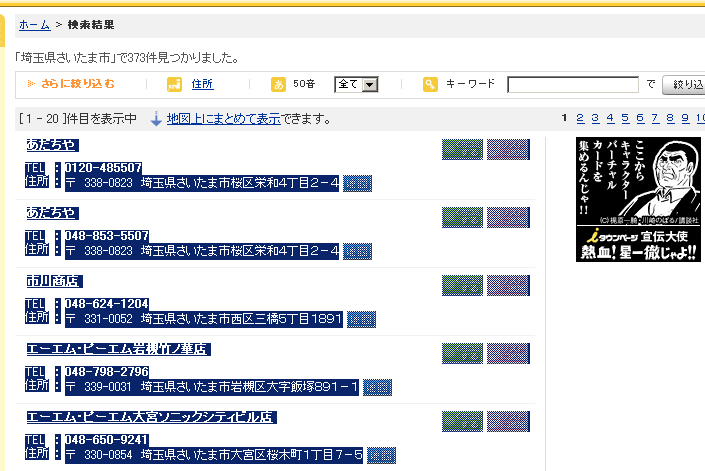 ホーム > 検索結果
「埼玉県さいたま市」で373件見つかりました。
さらに絞り込む 住所 あ 50音 全て キーワード で 絞り込
[ 1 - 20 ]件目を表示中 地図上にまとめて表示できます。 1 2 3 4 5 6 7 8 9 10
あだちや
TEL : 0120-485507
住所 : 〒 338-0823 埼玉県さいたま市桜区栄和4丁目2-4
あだちや
TEL : 048-853-5507
住所 : 〒 338-0823 埼玉県さいたま市桜区栄和4丁目2-4
市川商店
TEL : 048-624-1204
住所 : 〒 331-0052 埼玉県さいたま市西区三橋5丁目1891
エーエム・ピーエム岩槻竹ノ華店
TEL : 048-798-2796
住所 : 〒 339-0031 埼玉県さいたま市岩槻区大字飯塚891-1
エーエム・ピーエム大宮ソニックシティビル店
TEL : 048-650-9241
住所 : 〒 330-0854 埼玉県さいたま市大宮区桜木町1丁目7-5
ここから
キャラクター
バーチャル
カードを
集めるんじゃ!!
(C)梶原一騎・川崎のぼる/講談社
iタウンページ 宣伝大使
熱血!星一徹じゃよ!!